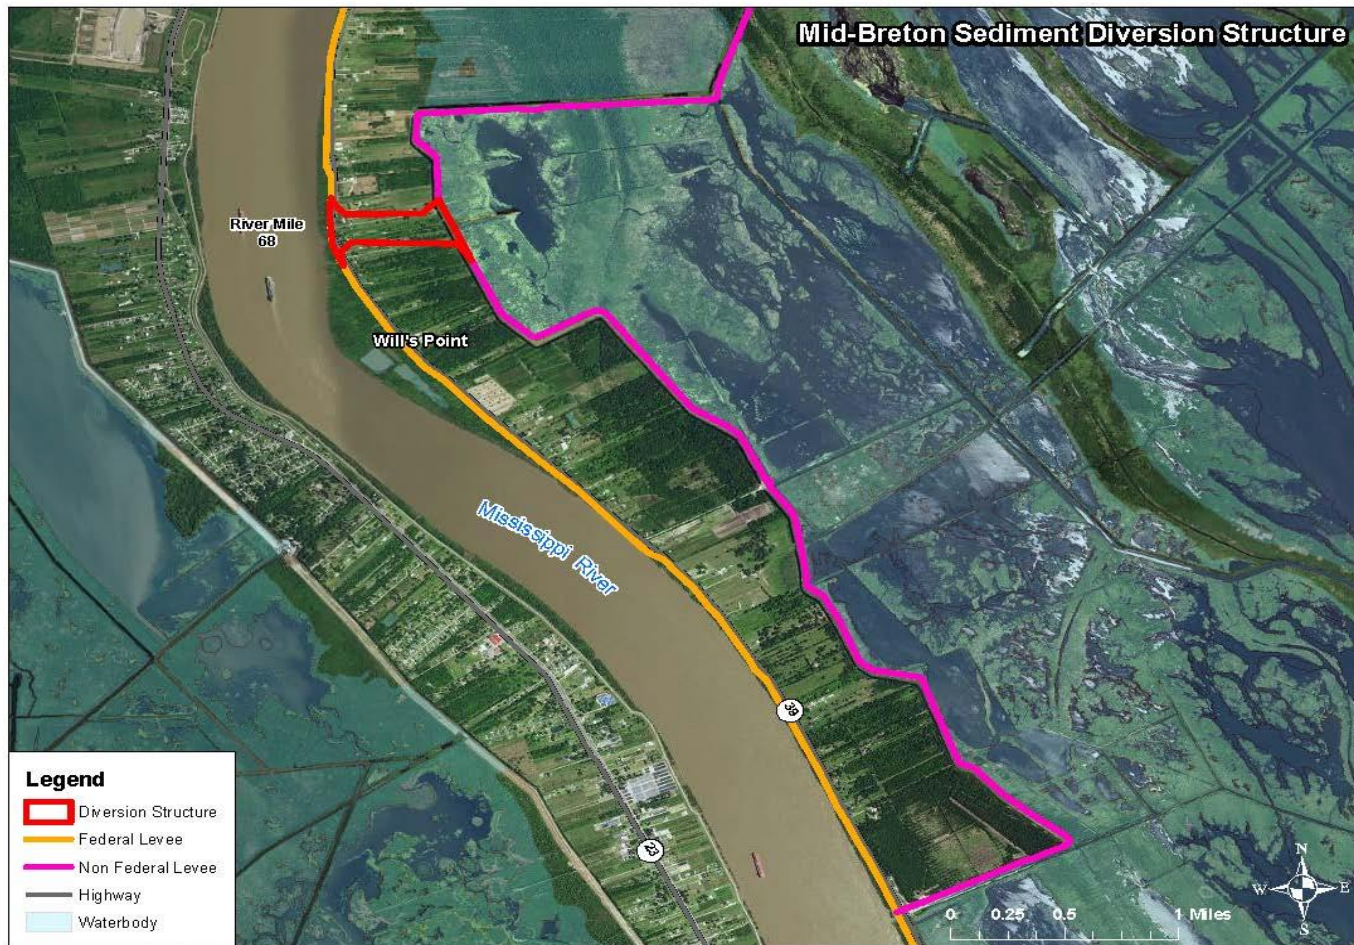 Mid-Breton Sediment Diversion Structure
River Mile
68
Will's Point
Mississippi River
39
23
Legend
Diversion Structure
Federal Levee
Non Federal Levee
Highway
Waterbody
N
W
E
S
0 0.25 0.5 1 Miles